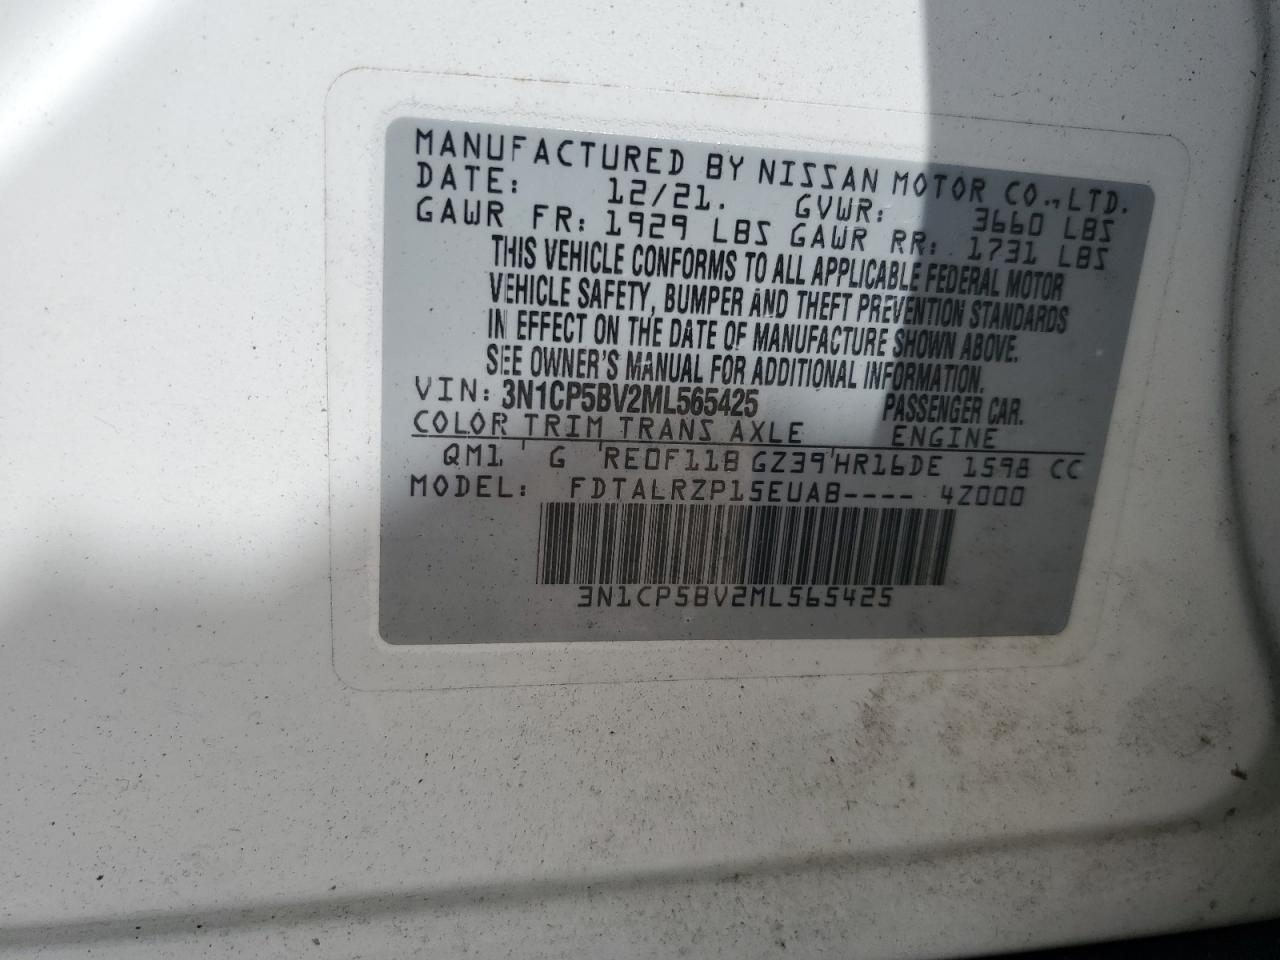 MANUFACTURED BY NISSAN MOTOR CO., LTD.
DATE: 12/21. GVWR: 3660 LBS
GAWR FR: 1929 LBS GAWR RR: 1731 LBS
THIS VEHICLE CONFORMS TO ALL APPLICABLE FEDERAL MOTOR
VEHICLE SAFETY, BUMPER AND THEFT PREVENTION STANDARDS
IN EFFECT ON THE DATE OF MANUFACTURE SHOWN ABOVE.
SEE OWNER'S MANUAL FOR ADDITIONAL INFORMATION.
VIN: 3N1CP5BV2ML565425 PASSENGER CAR.
COLOR TRIM TRANS AXLE ENGINE
QM1 G RE0F11B GZ39 HR16DE 1598 CC
MODEL: FDTALRZP15EUAB---- 4Z000
3N1CP5BV2ML565425